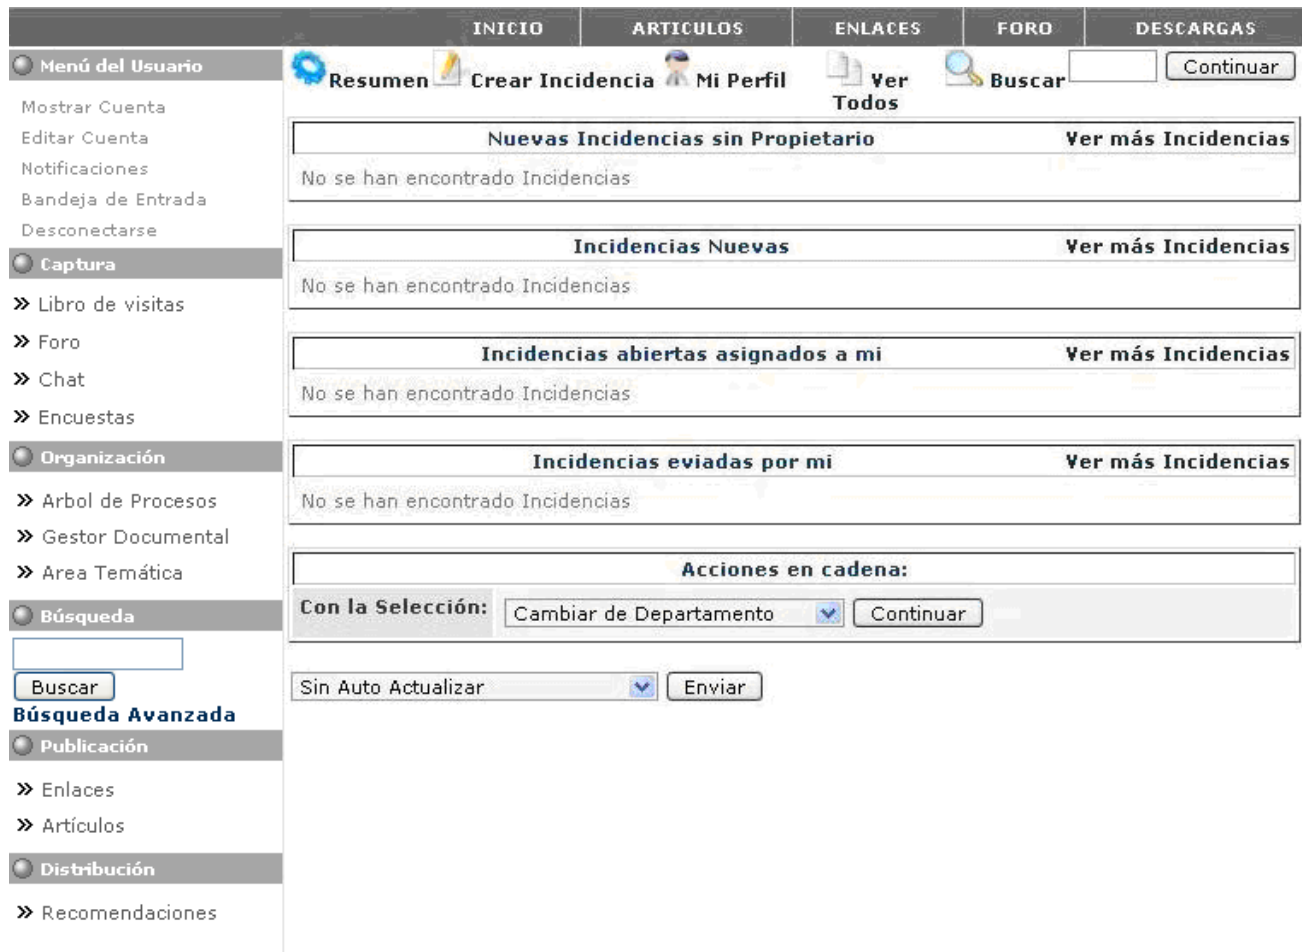 INICIO ARTICULOS ENLACES FORO DESCARGAS
Menú del Usuario
Mostrar Cuenta
Editar Cuenta
Notificaciones
Bandeja de Entrada
Desconectarse
Captura
» Libro de visitas
» Foro
» Chat
» Encuestas
Organización
» Arbol de Procesos
» Gestor Documental
» Area Temática
Búsqueda
Buscar
Búsqueda Avanzada
Publicación
» Enlaces
» Artículos
Distribución
» Recomendaciones
Resumen Crear Incidencia Mi Perfil Ver Todos Buscar Continuar
Nuevas Incidencias sin Propietario Ver más Incidencias
No se han encontrado Incidencias
Incidencias Nuevas Ver más Incidencias
No se han encontrado Incidencias
Incidencias abiertas asignados a mi Ver más Incidencias
No se han encontrado Incidencias
Incidencias eviadas por mi Ver más Incidencias
No se han encontrado Incidencias
Acciones en cadena:
Con la Selección: Cambiar de Departamento Continuar
Sin Auto Actualizar Enviar